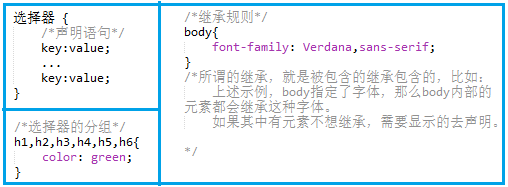 选择器 {
/*声明语句*/
key:value;
...
key:value;
}
/*选择器的分组*/
h1,h2,h3,h4,h5,h6{
color: green;
}
/*继承规则*/
body{
font-family: Verdana,sans-serif;
}
/*所谓的继承，就是被包含的继承包含的，比如：
上述示例，body指定了字体，那么body内部的
元素都会继承这种字体。
如果其中有元素不想继承，需要显示的去声明。
*/